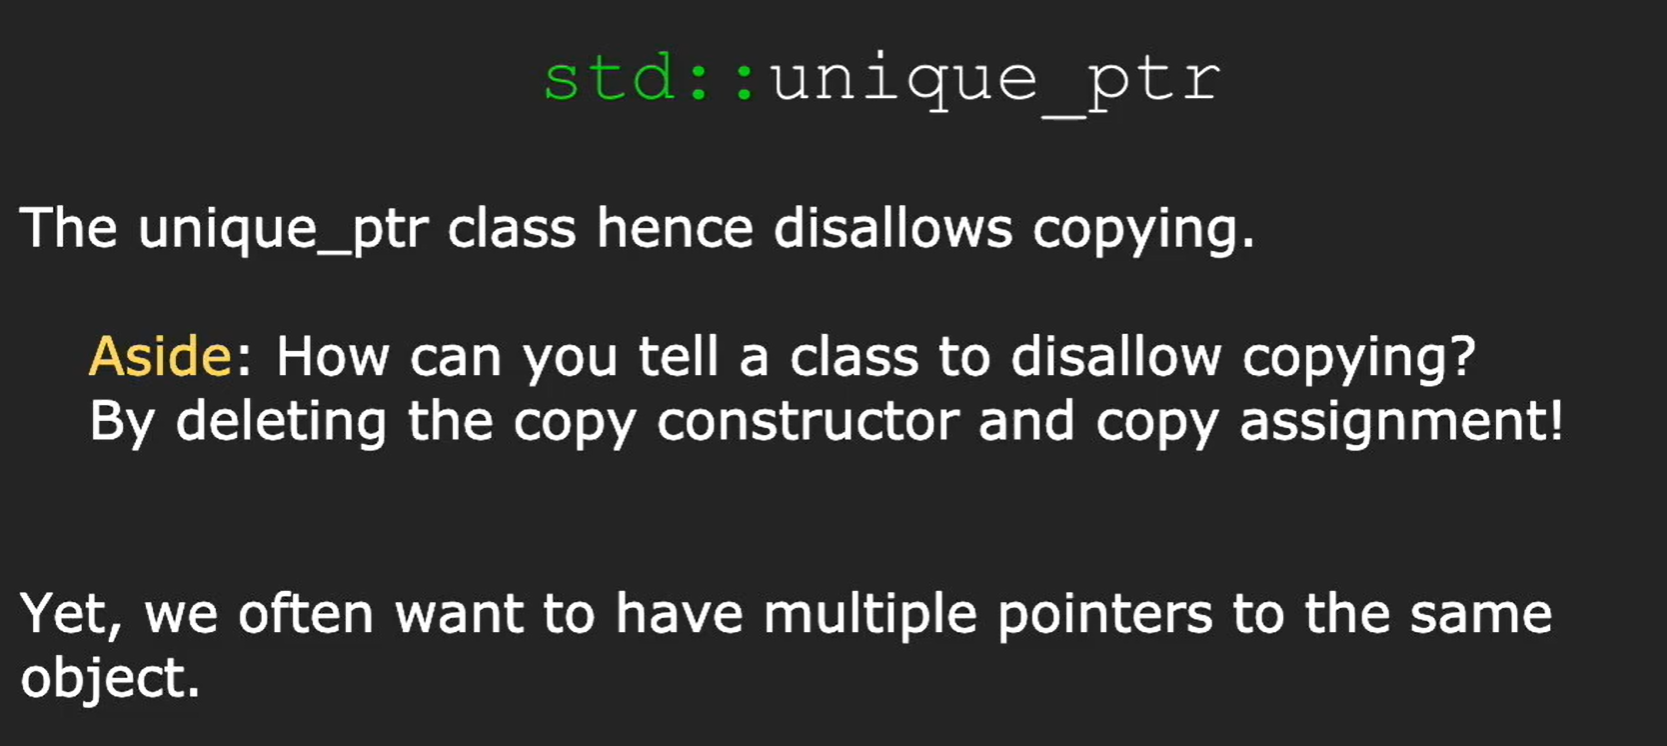 std::unique_ptr
The unique_ptr class hence disallows copying.
Aside: How can you tell a class to disallow copying?
By deleting the copy constructor and copy assignment!
Yet, we often want to have multiple pointers to the same
object.